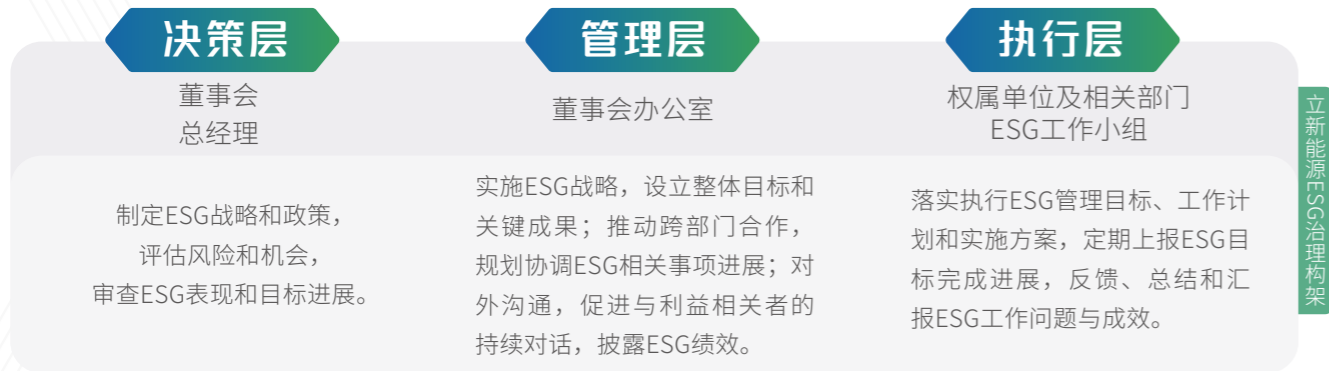 决策层
董事会
总经理
制定ESG战略和政策，
评估风险和机会，
审查ESG表现和目标进展。
管理层
董事会办公室
实施ESG战略，设立整体目标和
关键成果；推动跨部门合作，
规划协调ESG相关事项进展；对
外沟通，促进与利益相关者的
持续对话，披露ESG绩效。
执行层
权属单位及相关部门
ESG工作小组
落实执行ESG管理目标、工作计
划和实施方案，定期上报ESG目
标完成进展，反馈、总结和汇
报ESG工作问题与成效。
立新能源ESG治理构架